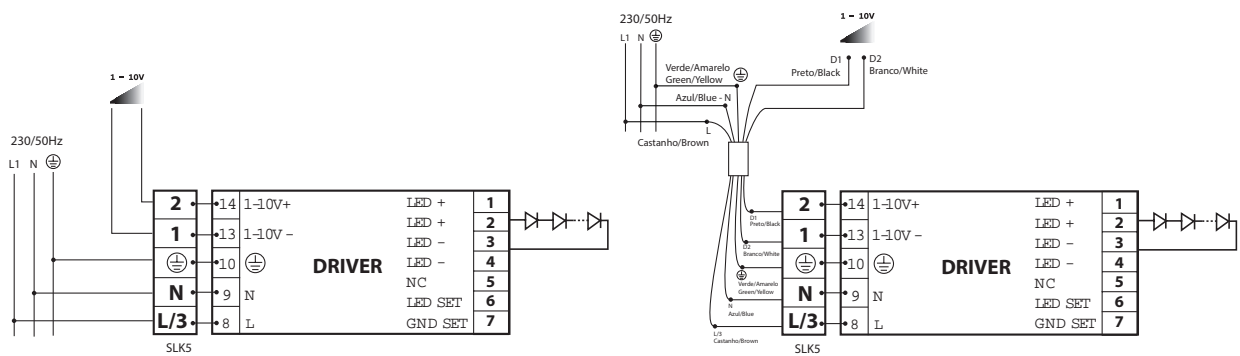 1 - 10V
230/50Hz
L1 N
2 14 1-10V+ LED + 1
LED + 2
1 13 1-10V - LED - 3
10 DRIVER LED - 4
NC 5
N 9 N LED SET 6
L/3 8 L GND SET 7
SLK5
230/50Hz
L1 N
Verde/Amarelo
Green/Yellow
Azul/Blue - N
L
Castanho/Brown
1 - 10V
D1
Preto/Black
D2
Branco/White
D1
Preto/Black
D2
Branco/White
Verde/Amarelo
Green/Yellow
N
Azul/Blue
L/3
Castanho/Brown
2 14 1-10V+ LED + 1
LED + 2
1 13 1-10V - LED - 3
10 DRIVER LED - 4
NC 5
N 9 N LED SET 6
L/3 8 L GND SET 7
SLK5